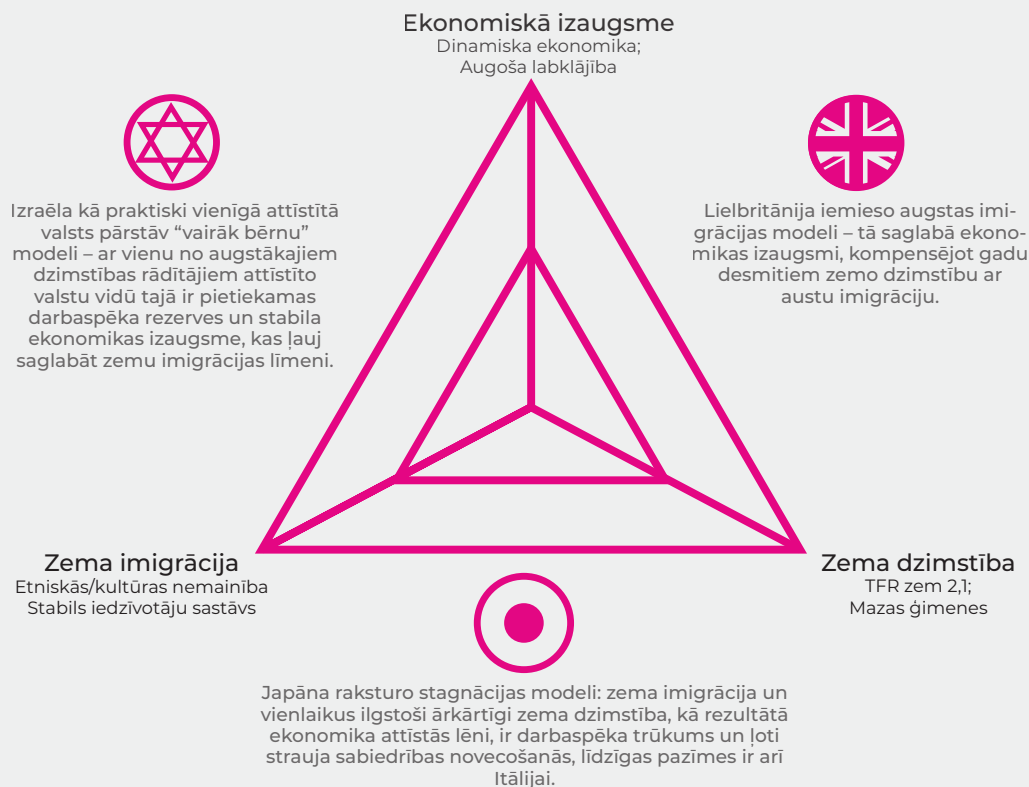 Ekonomiskā izaugsme
Dinamiska ekonomika;
Augoša labklājība
Izraēla kā praktiski vienīgā attīstītā
valsts pārstāv “vairāk bērnu”
modeli – ar vienu no augstākajiem
dzimstības rādītājiem attīstīto
valstu vidū tajā ir pietiekamas
darbaspēka rezerves un stabila
ekonomikas izaugsme, kas ļauj
saglabāt zemu imigrācijas līmeni.
Lielbritānija iemieso augstas imi-
grācijas modeli – tā saglabā ekono-
mikas izaugsmi, kompensējot gadu
desmitiem zemo dzimstību ar
austu imigrāciju.
Zema imigrācija
Etniskās/kultūras nemainība
Stabils iedzīvotāju sastāvs
Zema dzimstība
TFR zem 2,1;
Mazas ģimenes
Japāna raksturo stagnācijas modeli: zema imigrācija un
vienlaikus ilgstoši ārkārtīgi zema dzimstība, kā rezultātā
ekonomika attīstās lēni, ir darbaspēka trūkums un ļoti
strauja sabiedrības novecošanās, līdzīgas pazīmes ir arī
Itālijai.